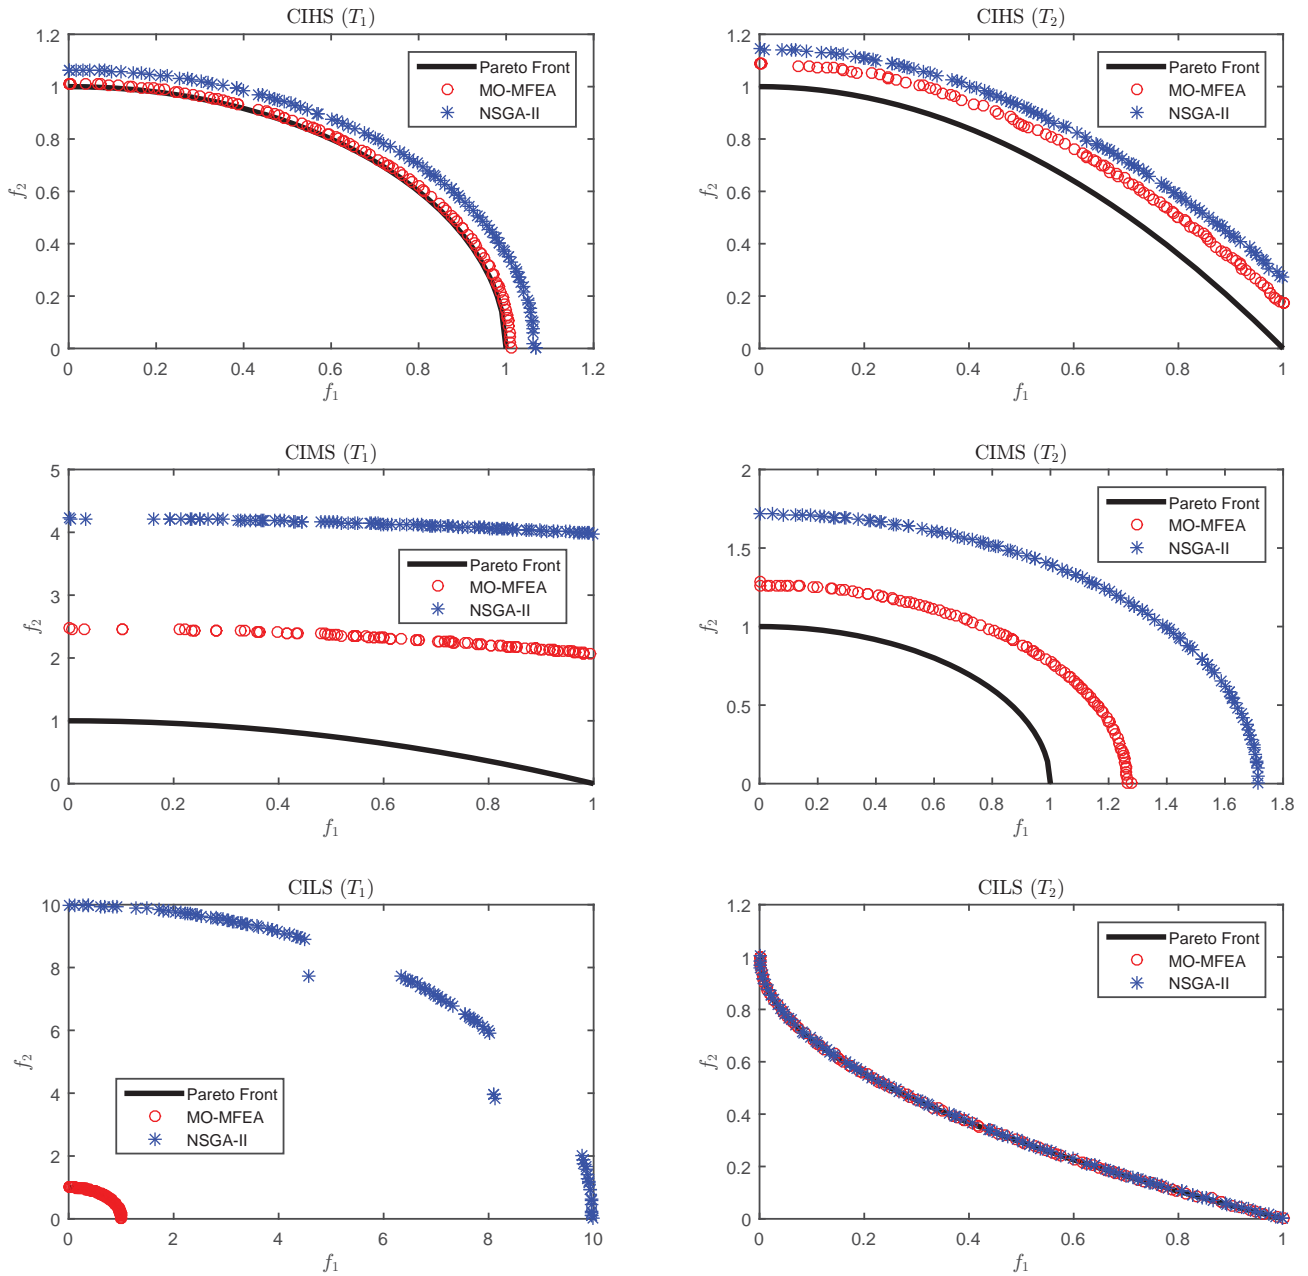 CIHS (T1)
1.2
1
0.8
0.6
0.4
0.2
0
f2
Pareto Front
MO-MFEA
NSGA-II
0 0.2 0.4 0.6 0.8 1 1.2
f1
CIHS (T2)
1.2
1
0.8
0.6
0.4
0.2
0
f2
Pareto Front
MO-MFEA
NSGA-II
0 0.2 0.4 0.6 0.8 1
f1
CIMS (T1)
5
4
3
2
1
0
f2
Pareto Front
MO-MFEA
NSGA-II
0 0.2 0.4 0.6 0.8 1
f1
CIMS (T2)
2
1.5
1
0.5
0
f2
Pareto Front
MO-MFEA
NSGA-II
0 0.2 0.4 0.6 0.8 1 1.2 1.4 1.6 1.8
f1
CILS (T1)
10
8
6
4
2
0
f2
Pareto Front
MO-MFEA
NSGA-II
0 2 4 6 8 10
f1
CILS (T2)
1.2
1
0.8
0.6
0.4
0.2
0
f2
Pareto Front
MO-MFEA
NSGA-II
0 0.2 0.4 0.6 0.8 1
f1